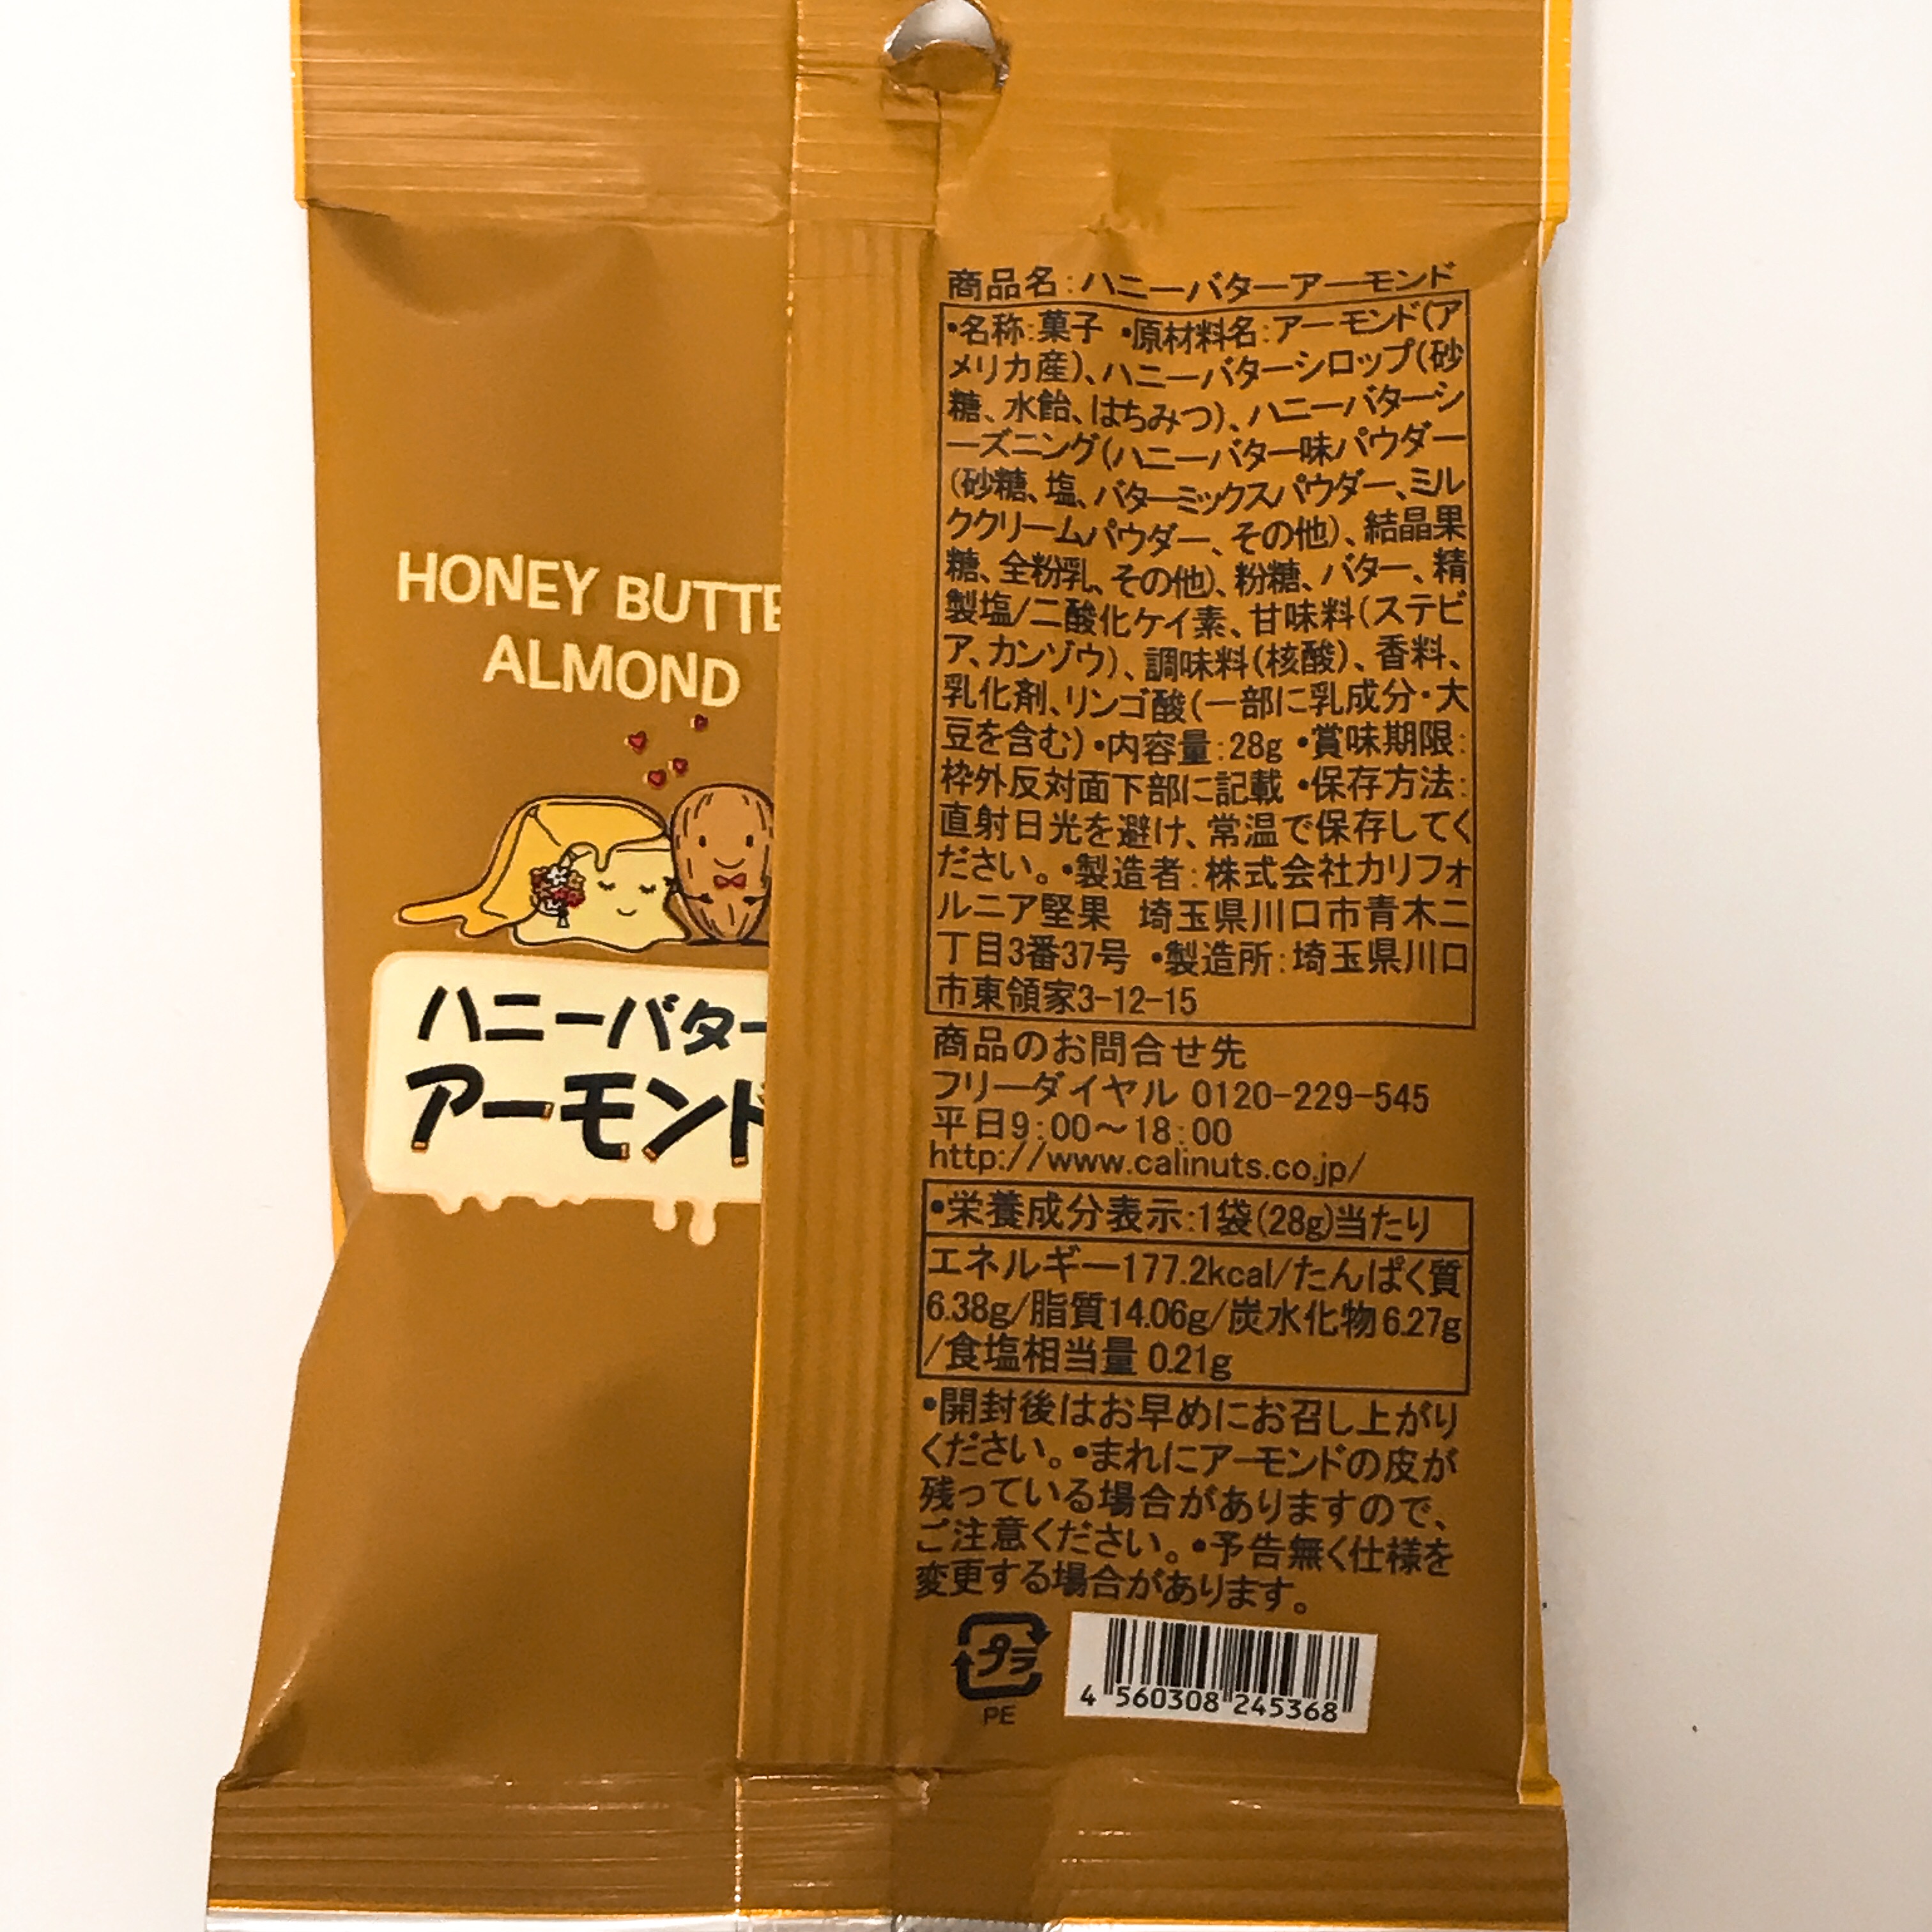 HONEY BUTTE
ALMOND
ハニーバター
アーモンド
商品名:ハニーバターアーモンド
•名称:菓子 •原材料名:アーモンド(ア
メリカ産)、ハニーバターシロップ(砂
糖、水飴、はちみつ)、ハニーバターシ
ーズニング(ハニーバター味パウダー
(砂糖、塩、バターミックスパウダー、ミル
ククリームパウダー、その他)、結晶果
糖、全粉乳、その他)、粉糖、バター、精
製塩/二酸化ケイ素、甘味料(ステビ
ア、カンゾウ)、調味料(核酸)、香料、
乳化剤、リンゴ酸(一部に乳成分・大
豆を含む)•内容量:28g •賞味期限:
枠外反対面下部に記載 •保存方法:
直射日光を避け、常温で保存してく
ださい。•製造者:株式会社カリフォ
ルニア堅果 埼玉県川口市青木二
丁目3番37号 •製造所:埼玉県川口
市東領家3-12-15
商品のお問合せ先
フリーダイヤル 0120-229-545
平日9:00～18:00
http://www.calinuts.co.jp/
•栄養成分表示:1袋(28g)当たり
エネルギー177.2kcal/たんぱく質
6.38g/脂質14.06g/炭水化物6.27g
/食塩相当量 0.21g
•開封後はお早めにお召し上がり
ください。•まれにアーモンドの皮が
残っている場合がありますので、
ご注意ください。•予告無く仕様を
変更する場合があります。
プラ
PE
4 560308 245368